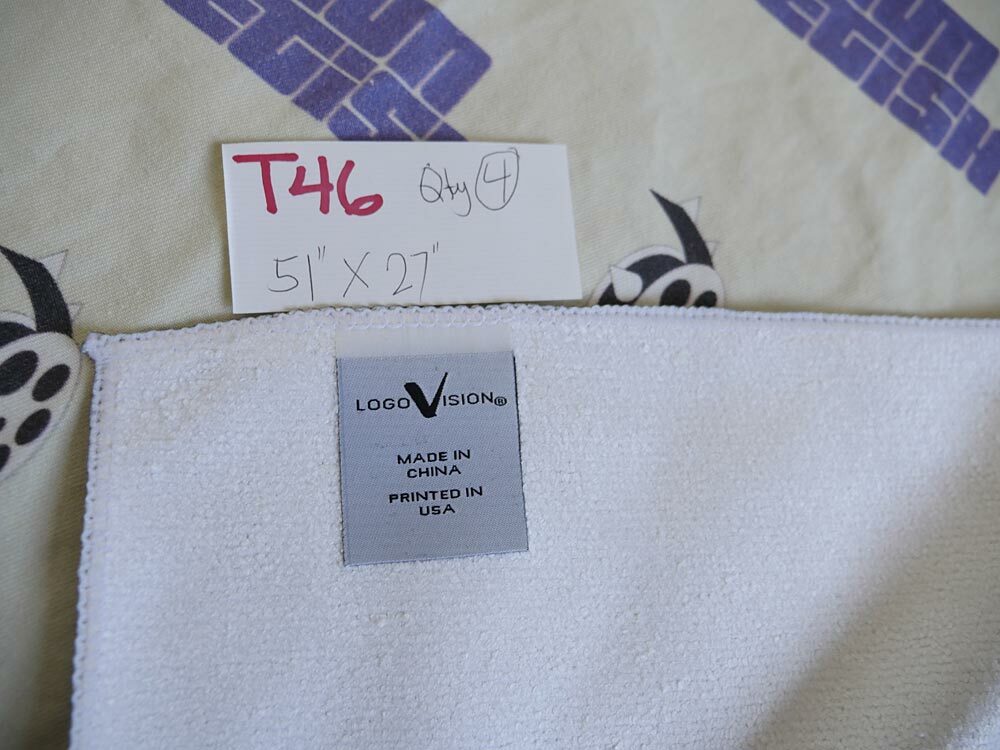 T46 Qty 4
51" X 27"
LOGOVISION®
MADE IN
CHINA
PRINTED IN
USA